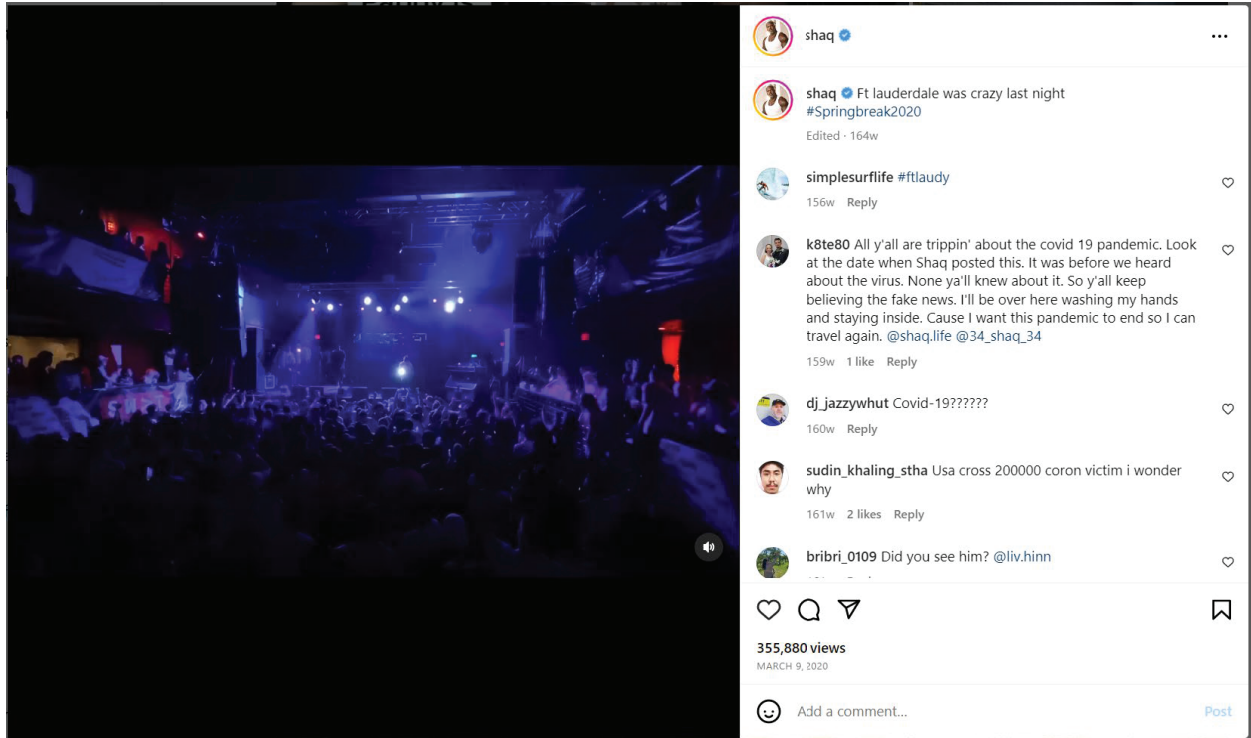 shaq
shaq Ft lauderdale was crazy last night
#Springbreak2020
Edited · 164w
simplesurflife #ftlaudy
156w Reply
k8te80 All y'all are trippin' about the covid 19 pandemic. Look
at the date when Shaq posted this. It was before we heard
about the virus. None ya'll knew about it. So y'all keep
believing the fake news. I'll be over here washing my hands
and staying inside. Cause I want this pandemic to end so I can
travel again. @shaq.life @34_shaq_34
159w 1 like Reply
dj_jazzywhut Covid-19??????
160w Reply
sudin_khaling_stha Usa cross 200000 coron victim i wonder
why
161w 2 likes Reply
bribri_0109 Did you see him? @liv.hinn
355,880 views
MARCH 9, 2020
Add a comment...
Post